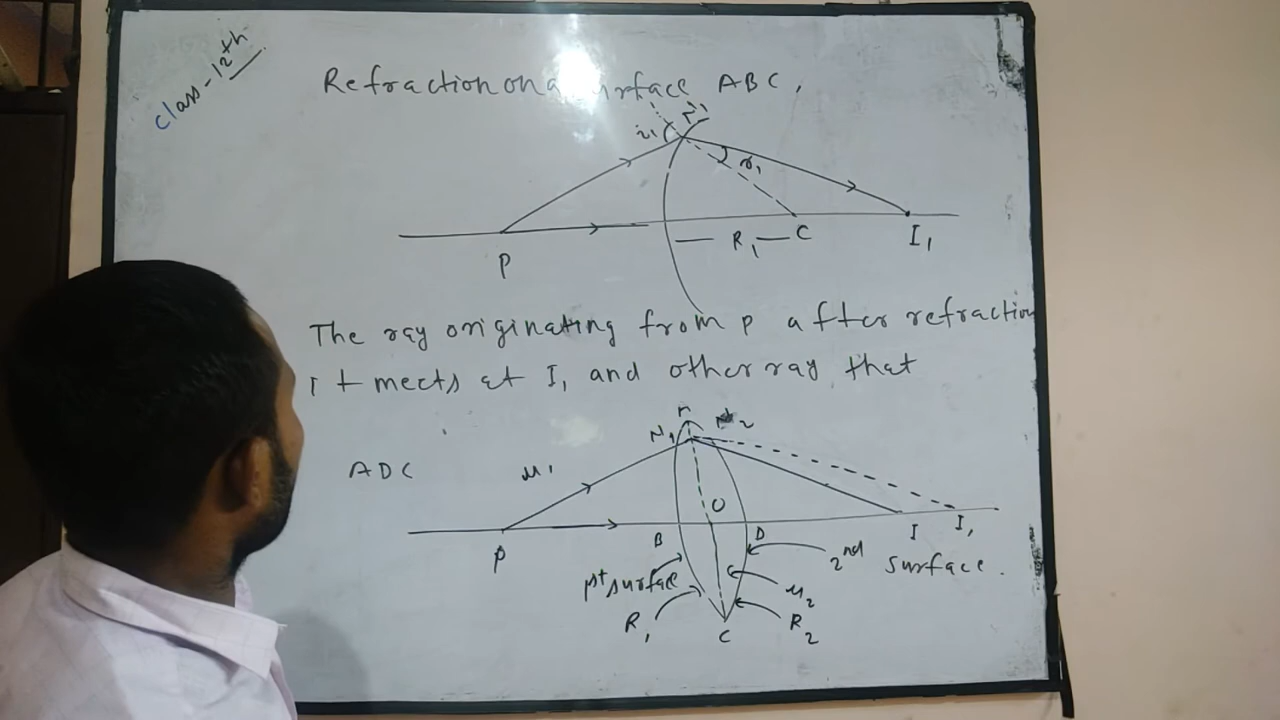 class-12th
Refraction on a surface ABC,
i1
r1
P
R1
C
I1
The ray originating from p after refraction
it meets at I1 and other ray that
N1
N2
ADC
μ1
O
P
B
D
I
I1
1st surface
2nd surface.
μ2
R1
C
R2